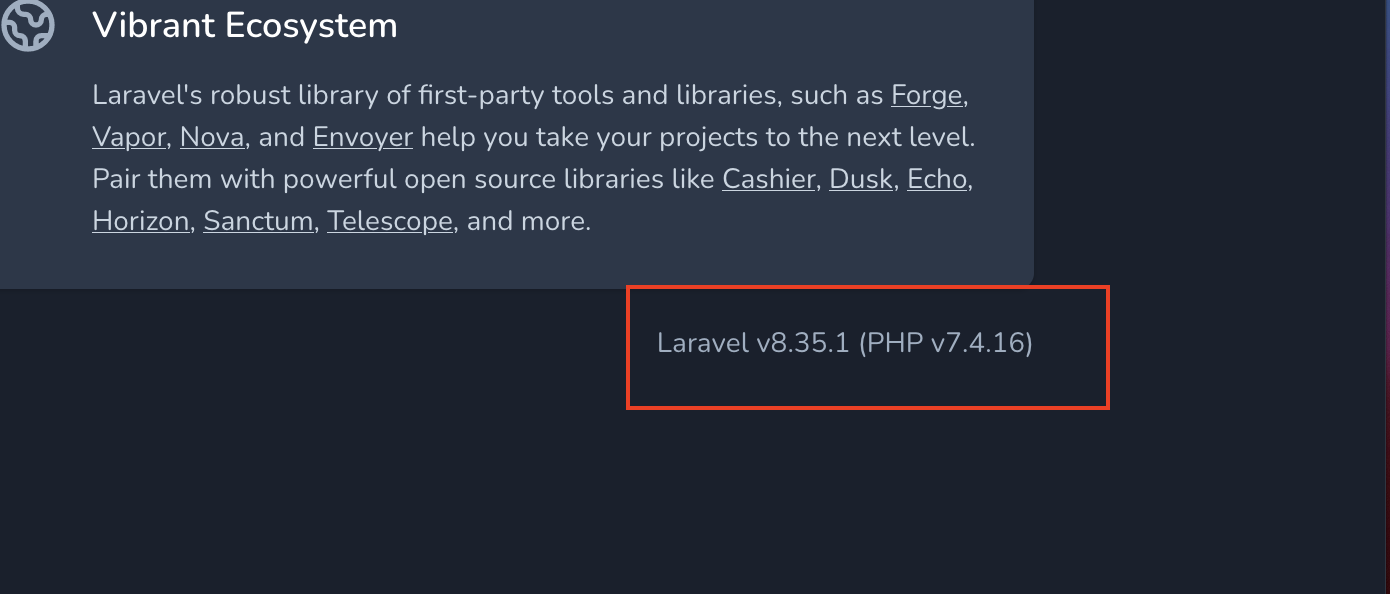 Vibrant Ecosystem
Laravel's robust library of first-party tools and libraries, such as Forge,
Vapor, Nova, and Envoyer help you take your projects to the next level.
Pair them with powerful open source libraries like Cashier, Dusk, Echo,
Horizon, Sanctum, Telescope, and more.
Laravel v8.35.1 (PHP v7.4.16)